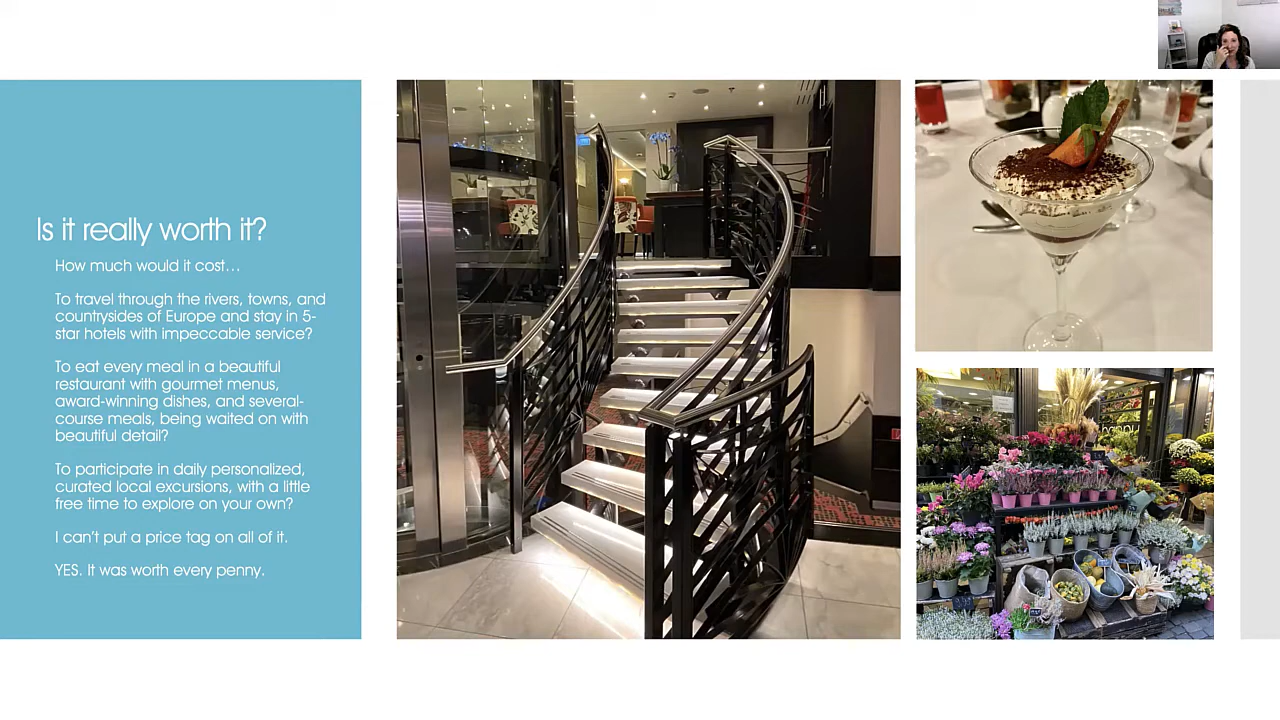 Is it really worth it?
How much would it cost…
To travel through the rivers, towns, and
countrysides of Europe and stay in 5-
star hotels with impeccable service?
To eat every meal in a beautiful
restaurant with gourmet menus,
award-winning dishes, and several-
course meals, being waited on with
beautiful detail?
To participate in daily personalized,
curated local excursions, with a little
free time to explore on your own?
I can't put a price tag on all of it.
YES. It was worth every penny.